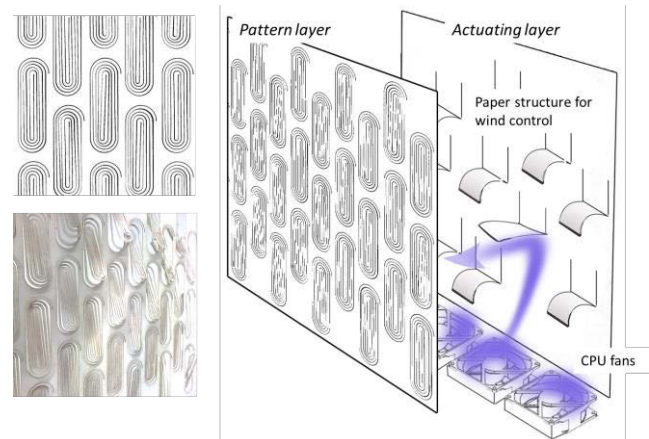 Pattern layer
Actuating layer
Paper structure for
wind control
CPU fans